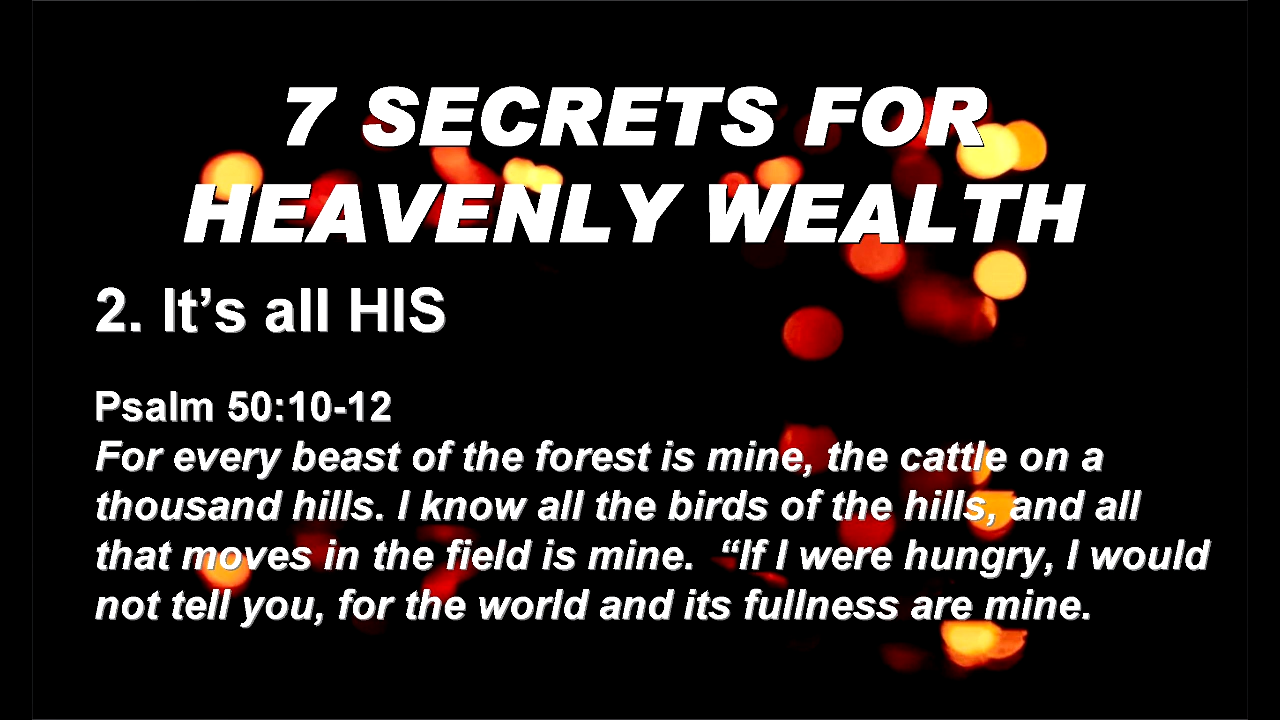 7 SECRETS FOR
HEAVENLY WEALTH
2. It’s all HIS
Psalm 50:10-12
For every beast of the forest is mine, the cattle on a
thousand hills. I know all the birds of the hills, and all
that moves in the field is mine.  “If I were hungry, I would
not tell you, for the world and its fullness are mine.